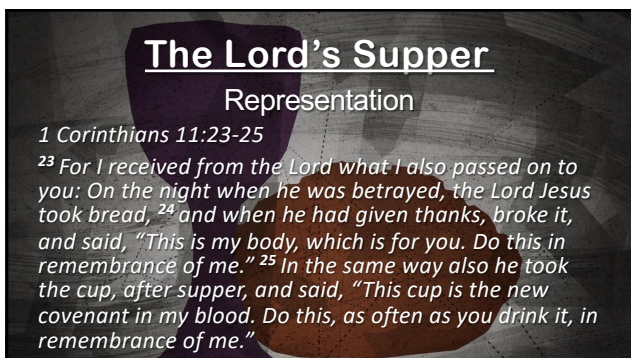 The Lord’s Supper
Representation
1 Corinthians 11:23-25
23 For I received from the Lord what I also passed on to
you: On the night when he was betrayed, the Lord Jesus
took bread, 24 and when he had given thanks, broke it,
and said, “This is my body, which is for you. Do this in
remembrance of me.” 25 In the same way also he took
the cup, after supper, and said, “This cup is the new
covenant in my blood. Do this, as often as you drink it, in
remembrance of me.”